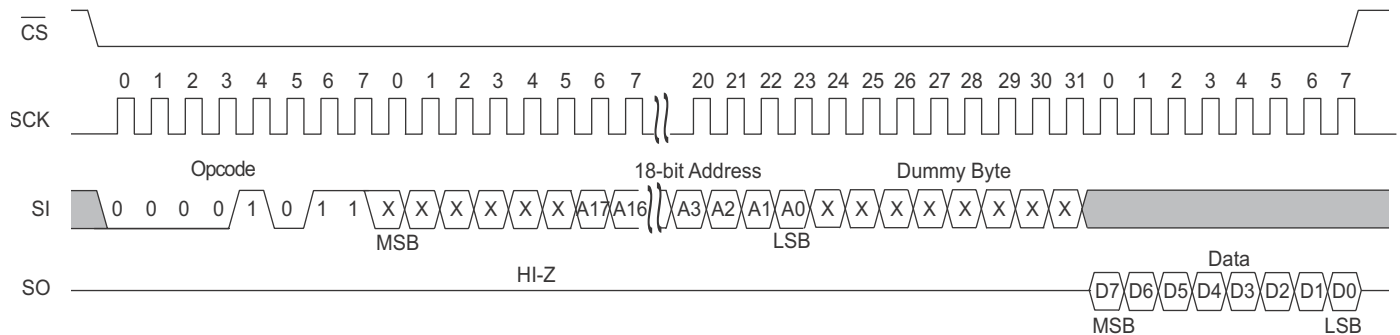 CS
0 1 2 3 4 5 6 7 0 1 2 3 4 5 6 7 20 21 22 23 24 25 26 27 28 29 30 31 0 1 2 3 4 5 6 7
SCK
Opcode 18-bit Address Dummy Byte
SI 0 0 0 0 1 0 1 1 X X X X X X A17 A16 A3 A2 A1 A0 X X X X X X X X
MSB LSB
HI-Z Data
SO D7 D6 D5 D4 D3 D2 D1 D0
MSB LSB